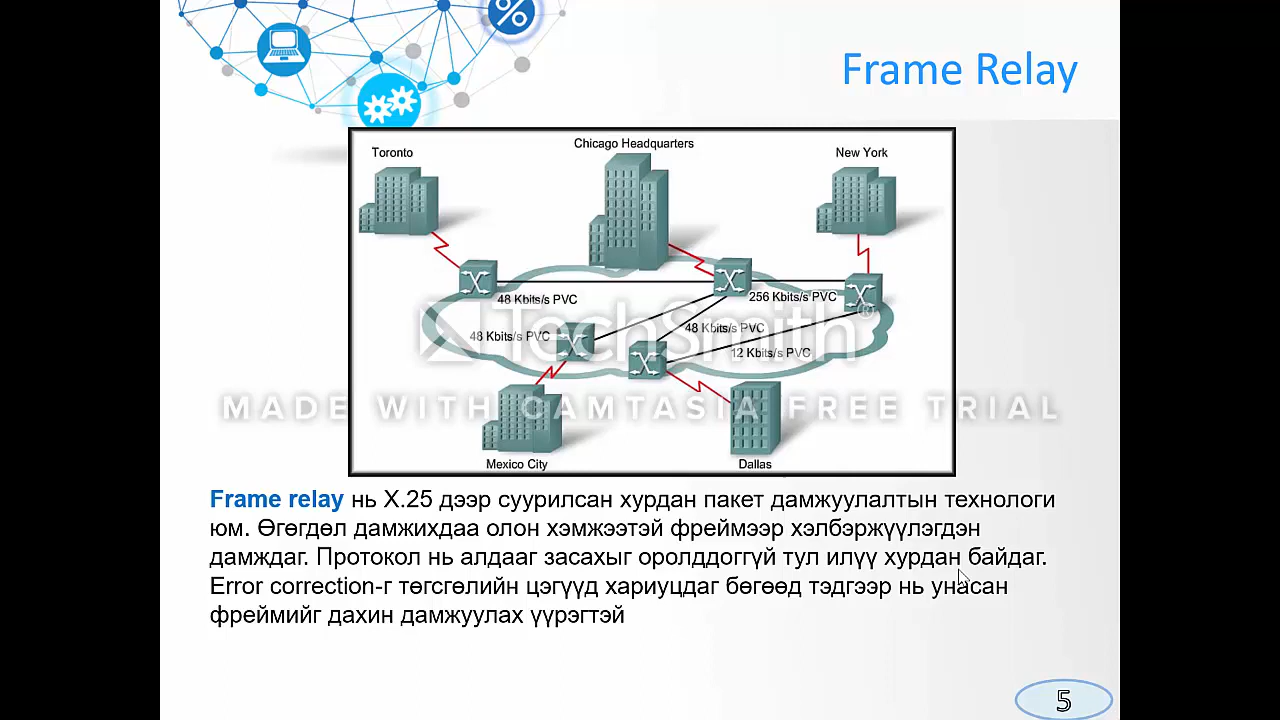 Frame Relay
Chicago Headquarters
Toronto
New York
48 Kbits/s PVC
256 Kbits/s PVC
48 Kbits/s PVC
48 Kbits/s PVC
12 Kbits/s PVC
TechSmith®
MADE WITH CAMTASIA FREE TRIAL
Mexico City
Dallas
Frame relay нь X.25 дээр суурилсан хурдан пакет дамжуулалтын технологи
юм. Өгөгдөл дамжихдаа олон хэмжээтэй фреймээр хэлбэржүүлэгдэн
дамждаг. Протокол нь алдааг засахыг оролддоггүй тул илүү хурдан байдаг.
Error correction-г төгсгөлийн цэгүүд хариуцдаг бөгөөд тэдгээр нь унасан
фреймийг дахин дамжуулах үүрэгтэй
5